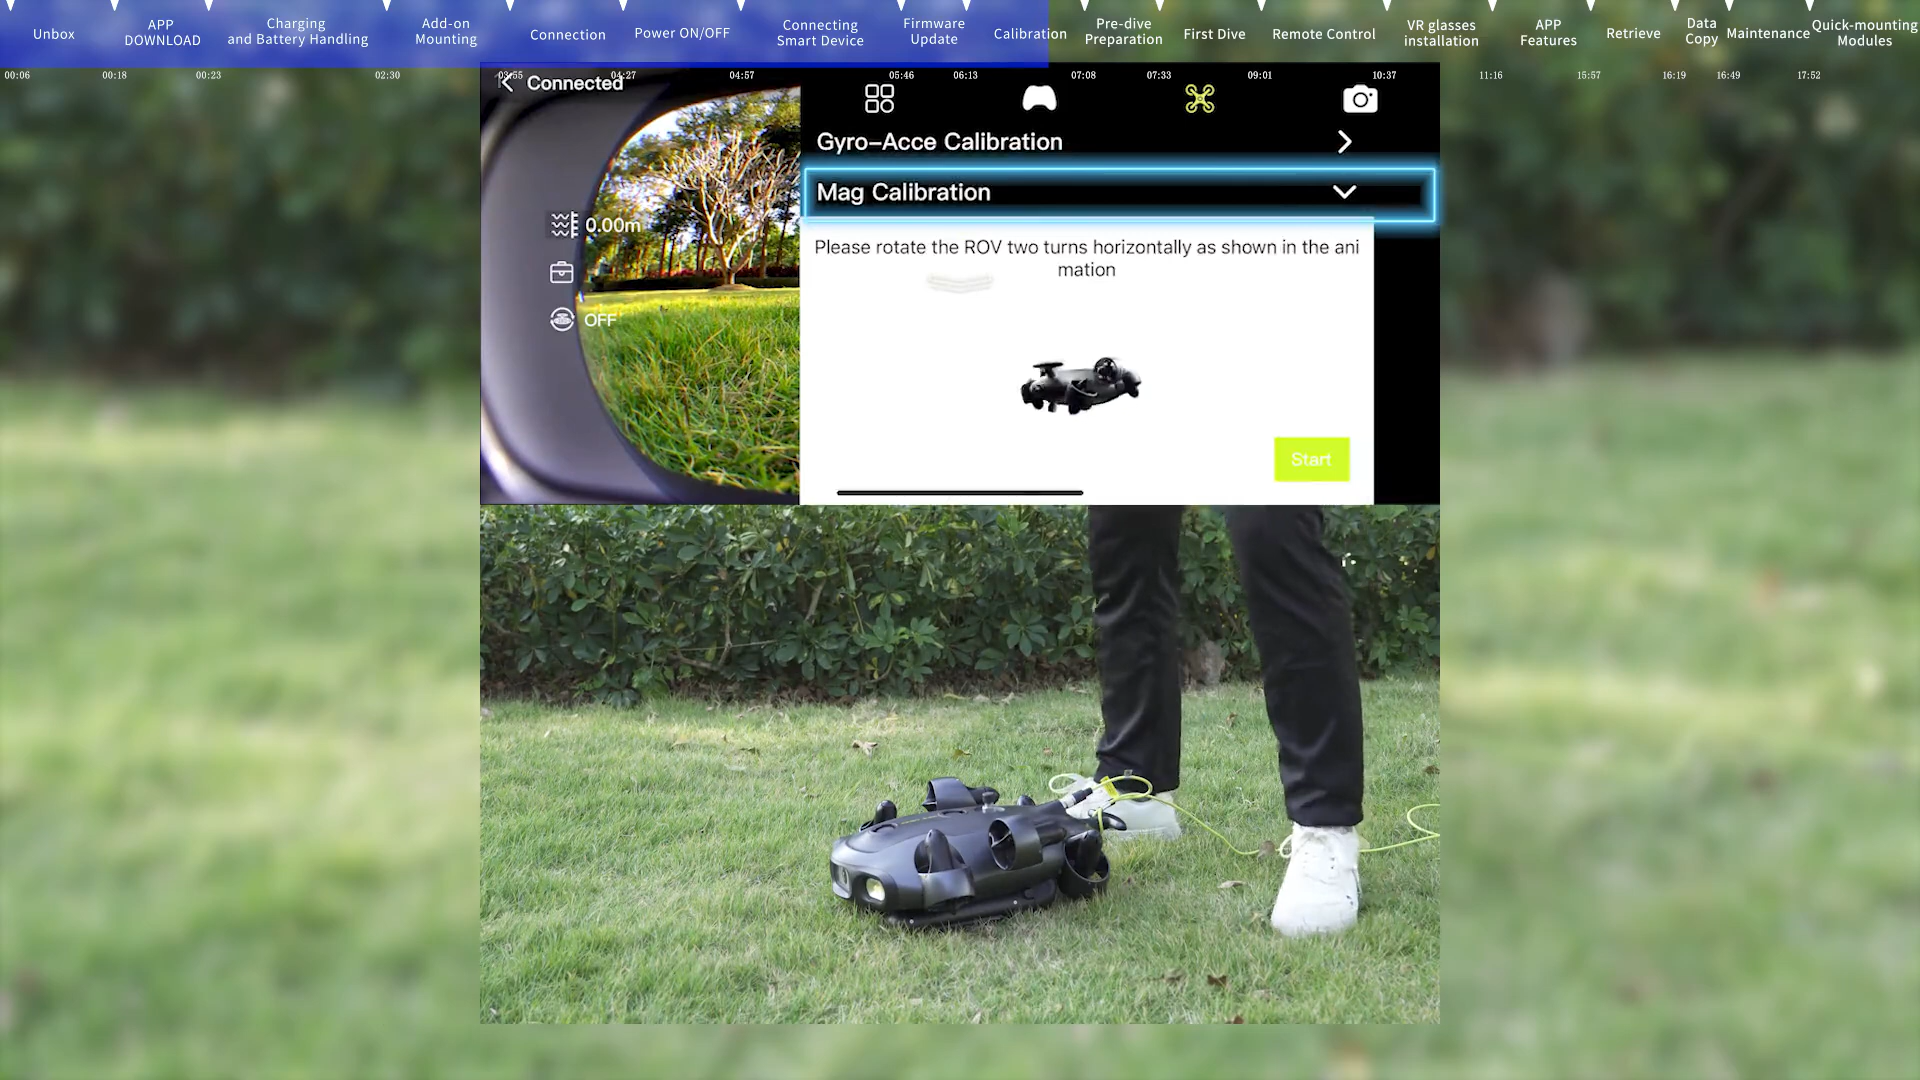 Unbox
APP
DOWNLOAD
Charging
and Battery Handling
Add-on
Mounting
Connection
Power ON/OFF
Connecting
Smart Device
Firmware
Update
Calibration
Pre-dive
Preparation
First Dive
Remote Control
VR glasses
installation
APP
Features
Retrieve
Data
Copy
Maintenance
Quick-mounting
Modules
00:06
00:18
00:23
02:30
03:55
04:27
04:57
05:46
06:13
07:08
07:33
09:01
10:37
11:16
15:57
16:19
16:49
17:52
Connected
Gyro-Acce Calibration
Mag Calibration
0.00m
OFF
Please rotate the ROV two turns horizontally as shown in the ani
mation
Start